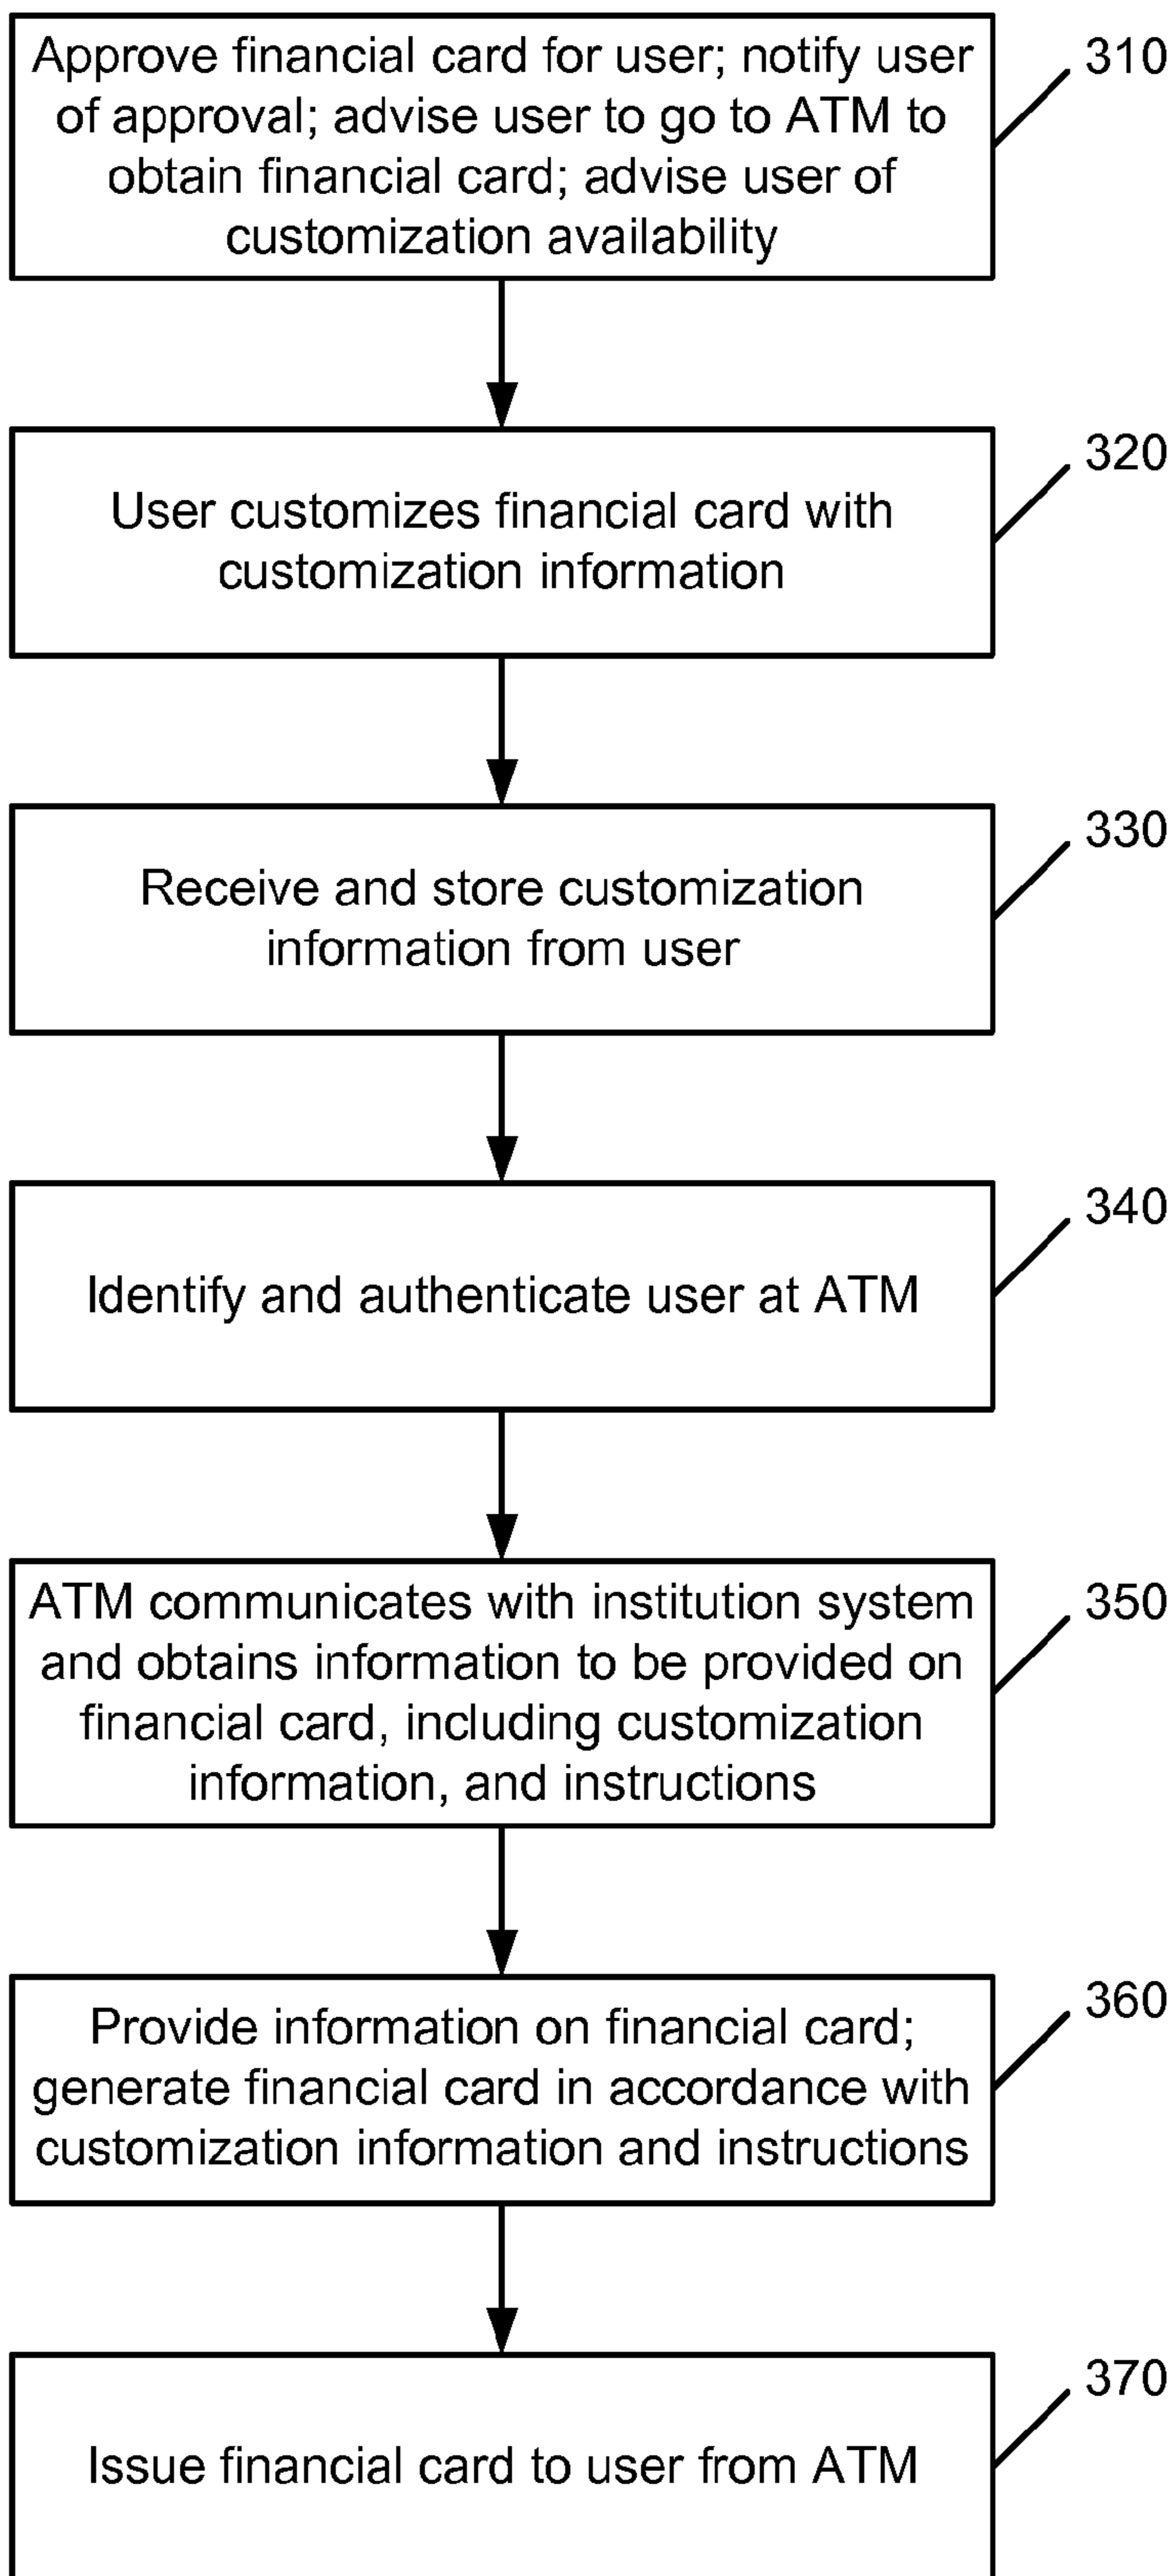 Approve financial card for user; notify user
of approval; advise user to go to ATM to
obtain financial card; advise user of
customization availability
310
User customizes financial card with
customization information
320
Receive and store customization
information from user
330
Identify and authenticate user at ATM
340
ATM communicates with institution system
and obtains information to be provided on
financial card, including customization
information, and instructions
350
Provide information on financial card;
generate financial card in accordance with
customization information and instructions
360
Issue financial card to user from ATM
370